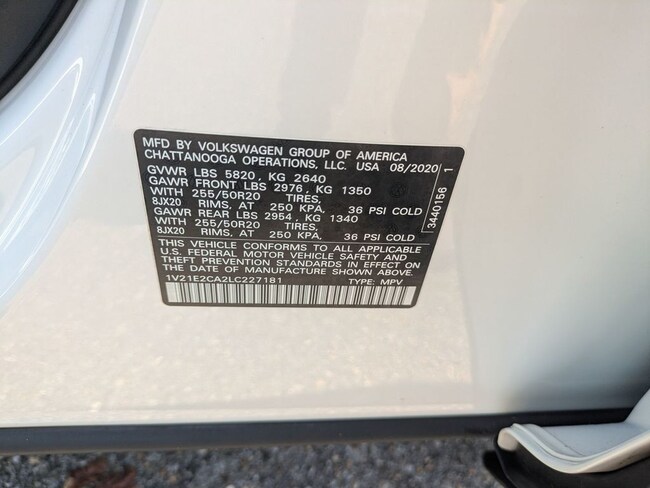 MFD BY VOLKSWAGEN GROUP OF AMERICA
CHATTANOOGA OPERATIONS, LLC. USA 08/2020
GVWR LBS 5820, KG 2640
GAWR FRONT LBS 2976, KG 1350
WITH 255/50R20 TIRES,
8JX20 RIMS, AT 250 KPA, 36 PSI COLD
GAWR REAR LBS 2954, KG 1340
WITH 255/50R20 TIRES,
8JX20 RIMS, AT 250 KPA, 36 PSI COLD
THIS VEHICLE CONFORMS TO ALL APPLICABLE
U.S. FEDERAL MOTOR VEHICLE SAFETY AND
THEFT PREVENTION STANDARDS IN EFFECT ON
THE DATE OF MANUFACTURE SHOWN ABOVE.
1V21E2CA2LC227181 TYPE: MPV
3440156 1